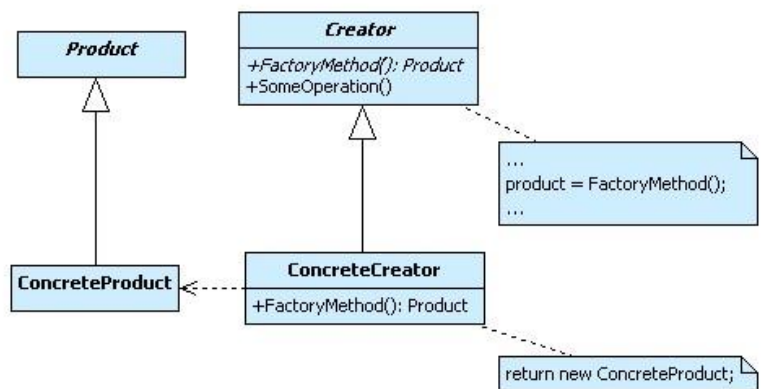 Product
Creator
+FactoryMethod(): Product
+SomeOperation()
...
product = FactoryMethod();
...
ConcreteProduct
ConcreteCreator
+FactoryMethod(): Product
return new ConcreteProduct;